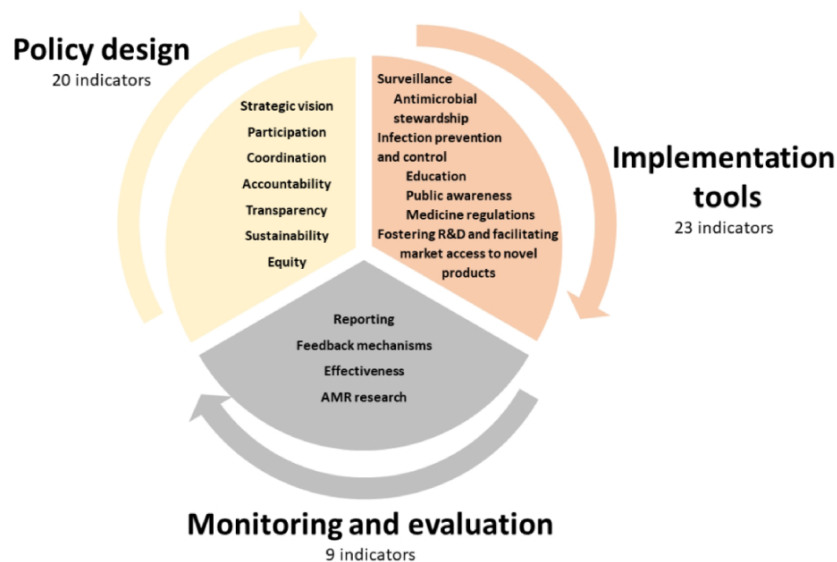 Policy design
20 indicators
Strategic vision
Participation
Coordination
Accountability
Transparency
Sustainability
Equity
Surveillance
Antimicrobial
stewardship
Infection prevention
and control
Education
Public awareness
Medicine regulations
Fostering R&D and facilitating
market access to novel
products
Implementation
tools
23 indicators
Reporting
Feedback mechanisms
Effectiveness
AMR research
Monitoring and evaluation
9 indicators